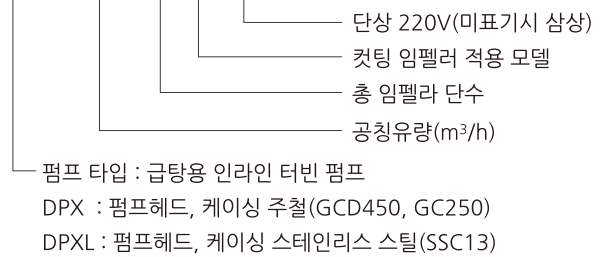 단상 220V(미표기시 삼상)
컷팅 임펠러 적용 모델
총 임펠라 단수
공칭유량(m³/h)
펌프 타입 : 급탕용 인라인 터빈 펌프
DPX : 펌프헤드, 케이싱 주철(GCD450, GC250)
DPXL : 펌프헤드, 케이싱 스테인리스 스틸(SSC13)